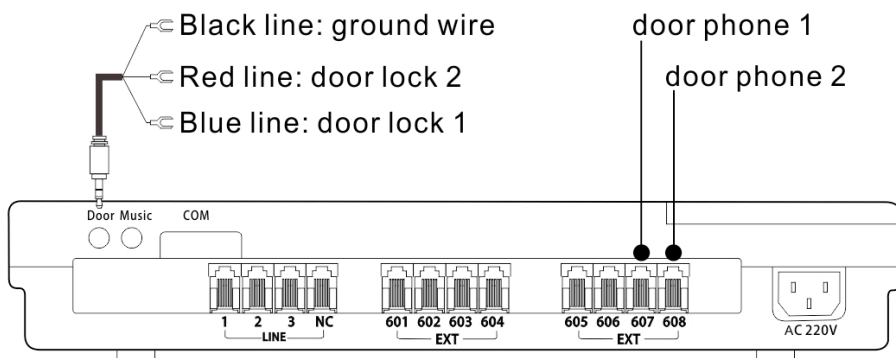 Black line: ground wire
door phone 1
Red line: door lock 2
door phone 2
Blue line: door lock 1
Door Music COM
1 2 3 NC
LINE
601 602 603 604
EXT
605 606 607 608
EXT
AC 220V